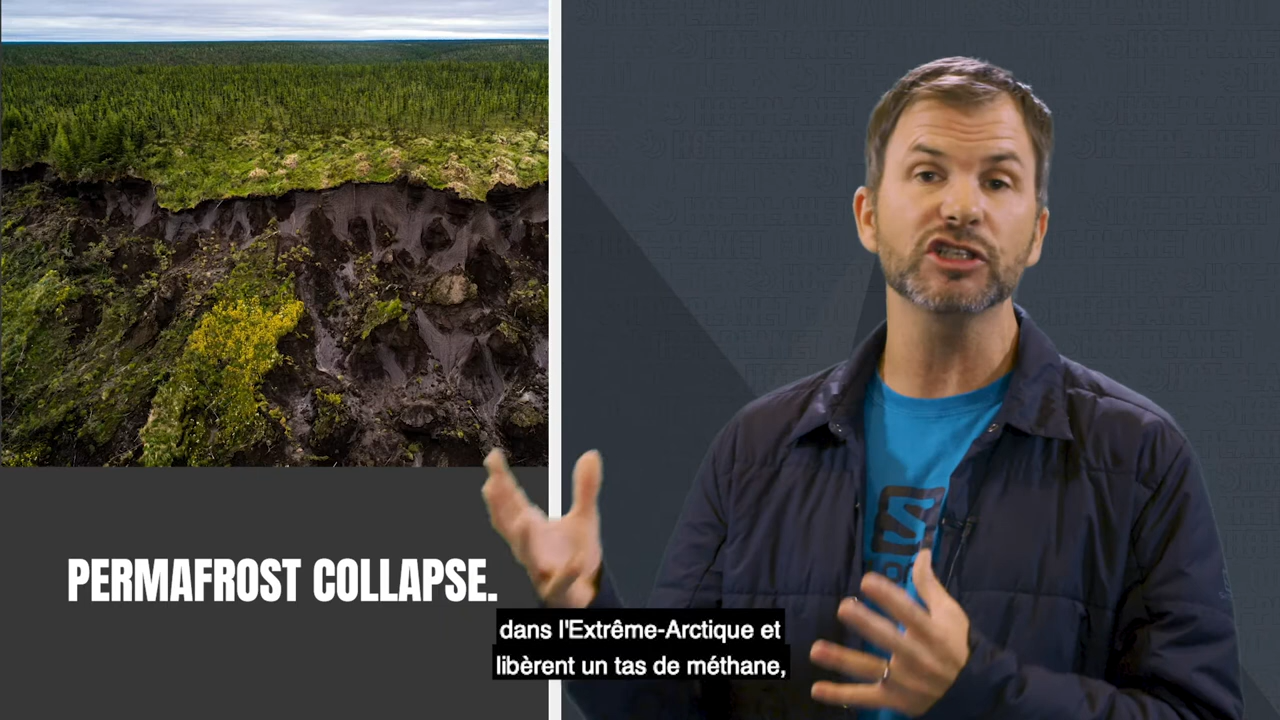 PERMAFROST COLLAPSE.
dans l'Extrême-Arctique et
libèrent un tas de méthane,